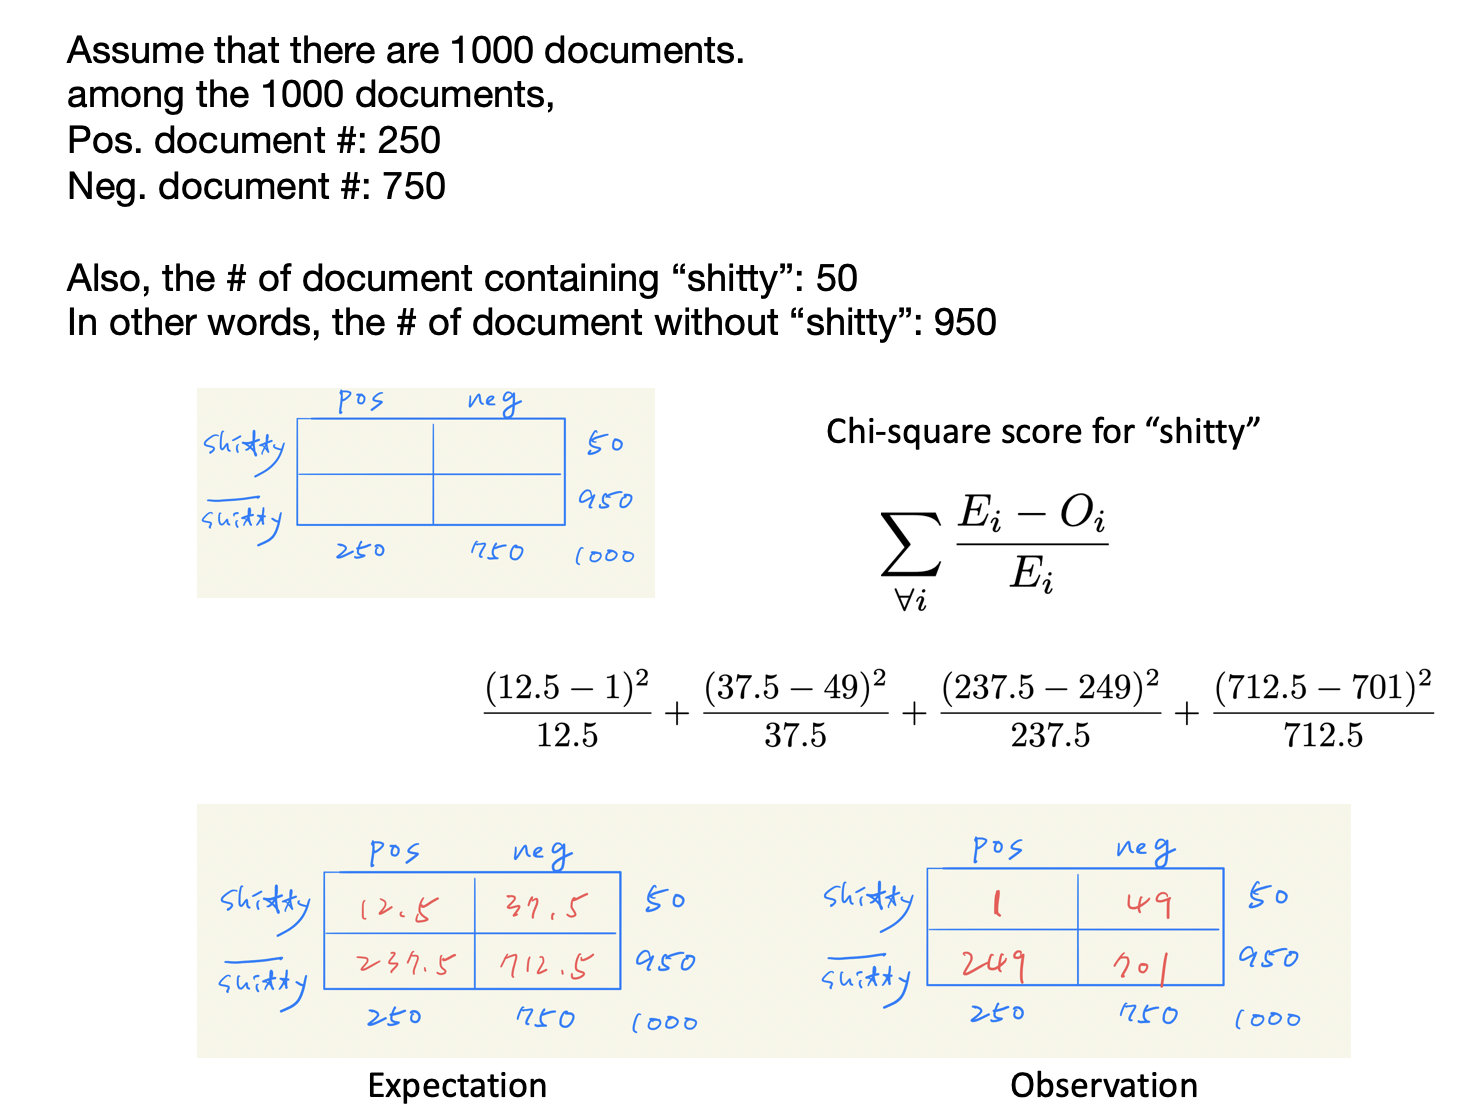 Assume that there are 1000 documents.
among the 1000 documents,
Pos. document #: 250
Neg. document #: 750
Also, the # of document containing “shitty”: 50
In other words, the # of document without “shitty”: 950
pos neg
shitty 50
shitty 950
250 750 1000
Chi-square score for “shitty”
∑∀i (Ei − Oi) / Ei
(12.5 − 1)² / 12.5 + (37.5 − 49)² / 37.5 + (237.5 − 249)² / 237.5 + (712.5 − 701)² / 712.5
pos neg
shitty 12.5 37.5 50
shitty 237.5 712.5 950
250 750 1000
Expectation
pos neg
shitty 1 49 50
shitty 249 701 950
250 750 1000
Observation